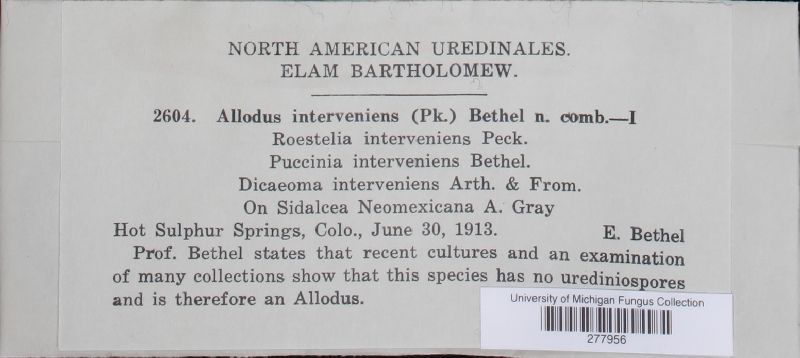 NORTH AMERICAN UREDINALES.
ELAM BARTHOLOMEW.
2604. Allodus interveniens (Pk.) Bethel n. comb.—I
Roestelia interveniens Peck.
Puccinia interveniens Bethel.
Dicaeoma interveniens Arth. & From.
On Sidalcea Neomexicana A. Gray
Hot Sulphur Springs, Colo., June 30, 1913. E. Bethel
Prof. Bethel states that recent cultures and an examination
of many collections show that this species has no urediniospores
and is therefore an Allodus.
University of Michigan Fungus Collection
277956